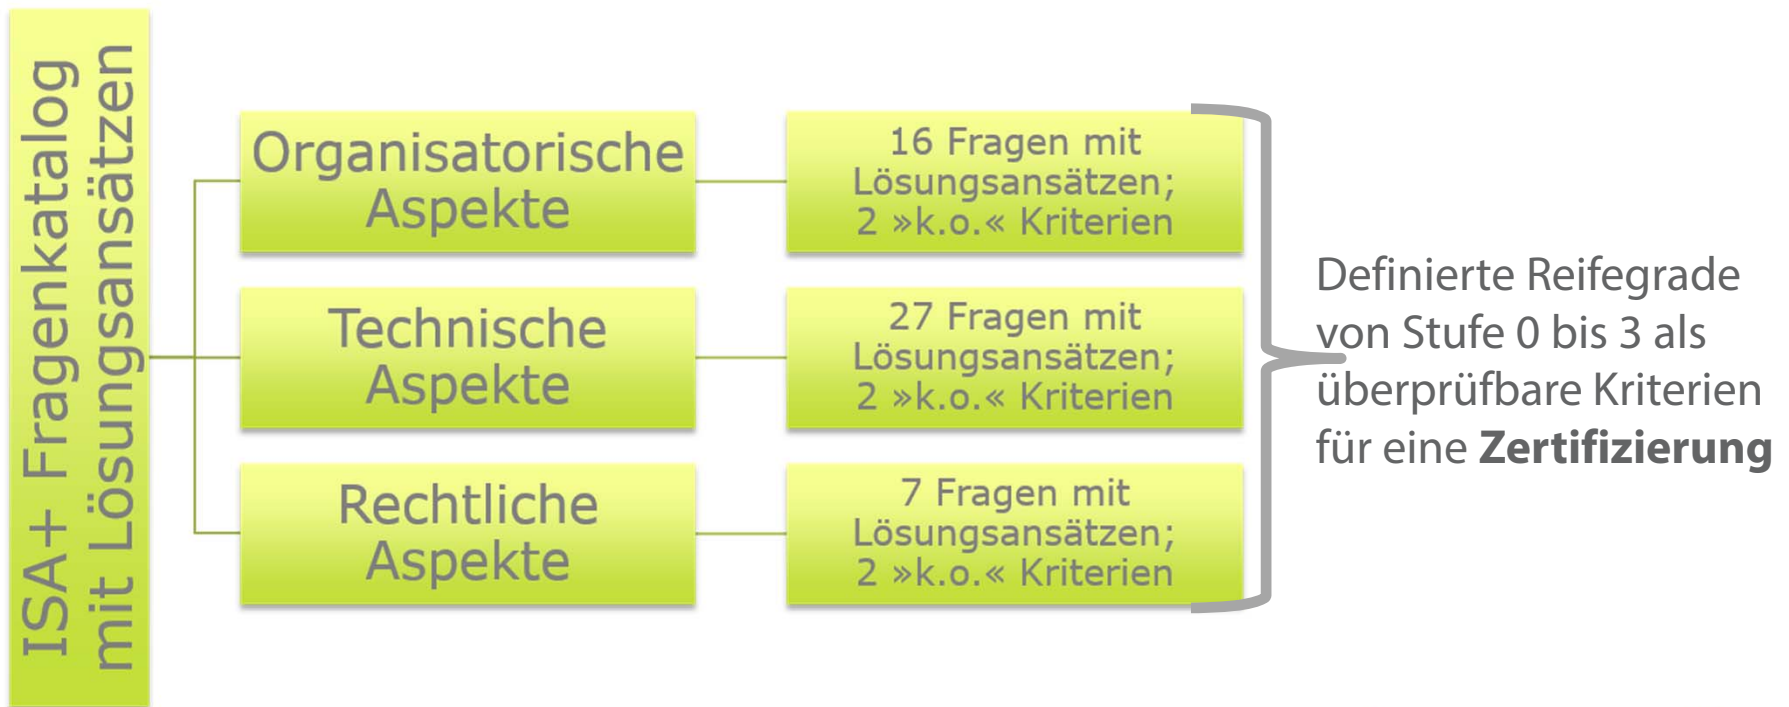 ISA+ Fragenkatalog
mit Lösungsansätzen
Organisatorische
Aspekte
16 Fragen mit
Lösungsansätzen;
2 »k.o.« Kriterien
Technische
Aspekte
27 Fragen mit
Lösungsansätzen;
2 »k.o.« Kriterien
Rechtliche
Aspekte
7 Fragen mit
Lösungsansätzen;
2 »k.o.« Kriterien
Definierte Reifegrade
von Stufe 0 bis 3 als
überprüfbare Kriterien
für eine Zertifizierung